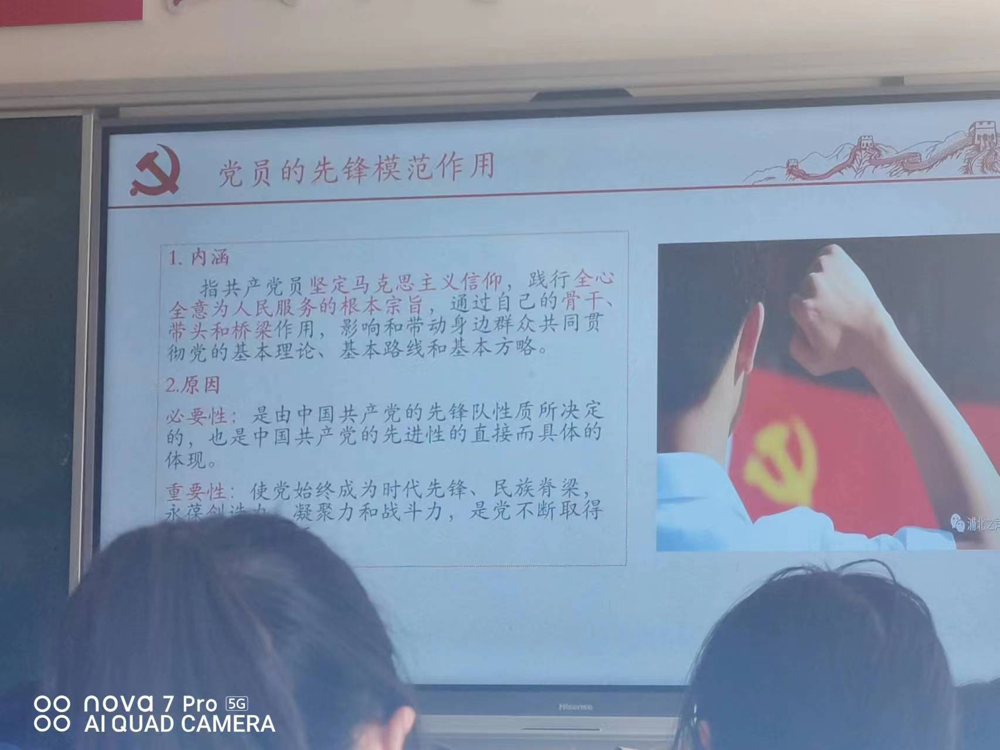 党员的先锋模范作用
1. 内涵
指共产党员坚定马克思主义信仰，践行全心
全意为人民服务的根本宗旨，通过自己的骨干、
带头和桥梁作用，影响和带动身边群众共同贯
彻党的基本理论、基本路线和基本方略。
2.原因
必要性：是由中国共产党的先锋队性质所决定
的，也是中国共产党的先进性的直接而具体的
体现。
重要性：使党始终成为时代先锋、民族脊梁，
永葆创造力、凝聚力和战斗力，是党不断取得
浦北之声
Hisense
nova 7 Pro 5G
AI QUAD CAMERA